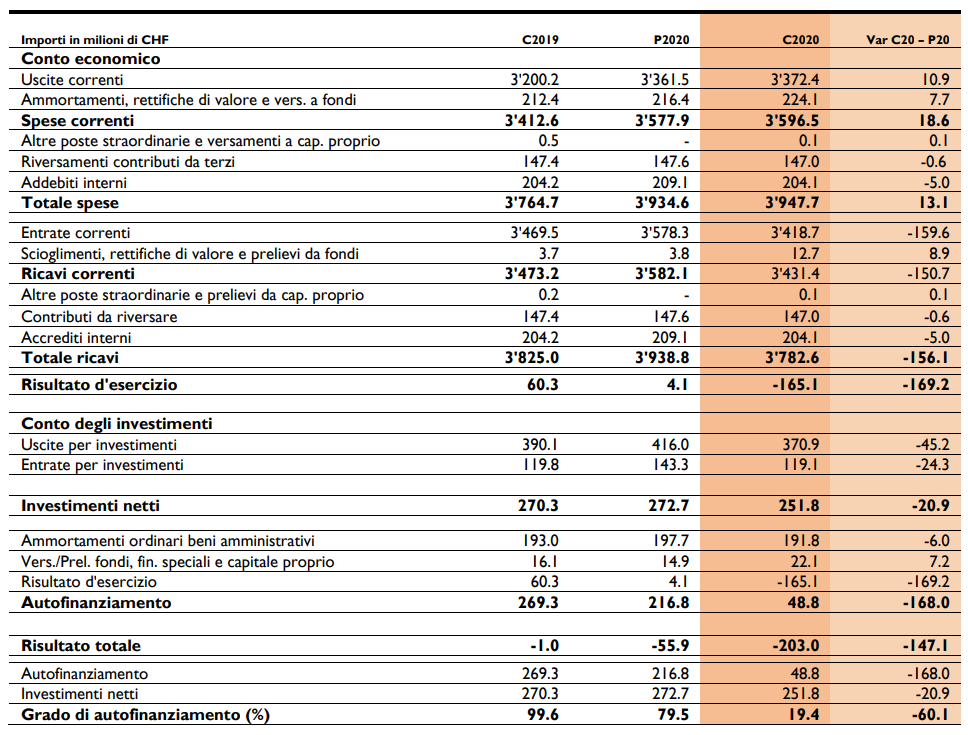 Importi in milioni di CHF C2019 P2020 C2020 Var C20 – P20
Conto economico
Uscite correnti 3'200.2 3'361.5 3'372.4 10.9
Ammortamenti, rettifiche di valore e vers. a fondi 212.4 216.4 224.1 7.7
Spese correnti 3'412.6 3'577.9 3'596.5 18.6
Altre poste straordinarie e versamenti a cap. proprio 0.5 - 0.1 0.1
Riversamenti contributi da terzi 147.4 147.6 147.0 -0.6
Addebiti interni 204.2 209.1 204.1 -5.0
Totale spese 3'764.7 3'934.6 3'947.7 13.1
Entrate correnti 3'469.5 3'578.3 3'418.7 -159.6
Scioglimenti, rettifiche di valore e prelievi da fondi 3.7 3.8 12.7 8.9
Ricavi correnti 3'473.2 3'582.1 3'431.4 -150.7
Altre poste straordinarie e prelievi da cap. proprio 0.2 - 0.1 0.1
Contributi da riversare 147.4 147.6 147.0 -0.6
Accrediti interni 204.2 209.1 204.1 -5.0
Totale ricavi 3'825.0 3'938.8 3'782.6 -156.1
Risultato d'esercizio 60.3 4.1 -165.1 -169.2
Conto degli investimenti
Uscite per investimenti 390.1 416.0 370.9 -45.2
Entrate per investimenti 119.8 143.3 119.1 -24.3
Investimenti netti 270.3 272.7 251.8 -20.9
Ammortamenti ordinari beni amministrativi 193.0 197.7 191.8 -6.0
Vers./Prel. fondi, fin. speciali e capitale proprio 16.1 14.9 22.1 7.2
Risultato d'esercizio 60.3 4.1 -165.1 -169.2
Autofinanziamento 269.3 216.8 48.8 -168.0
Risultato totale -1.0 -55.9 -203.0 -147.1
Autofinanziamento 269.3 216.8 48.8 -168.0
Investimenti netti 270.3 272.7 251.8 -20.9
Grado di autofinanziamento (%) 99.6 79.5 19.4 -60.1